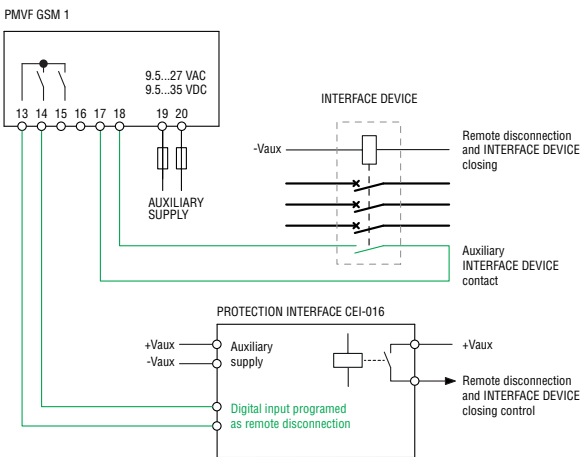 PMVF GSM 1
9.5...27 VAC
9.5...35 VDC
13 14 15 16 17 18 19 20
AUXILIARY
SUPPLY
INTERFACE DEVICE
-Vaux
Remote disconnection
and INTERFACE DEVICE
closing
Auxiliary
INTERFACE DEVICE
contact
PROTECTION INTERFACE CEI-016
+Vaux
-Vaux
Auxiliary
supply
Digital input programed
as remote disconnection
+Vaux
Remote disconnection
and INTERFACE DEVICE
closing control